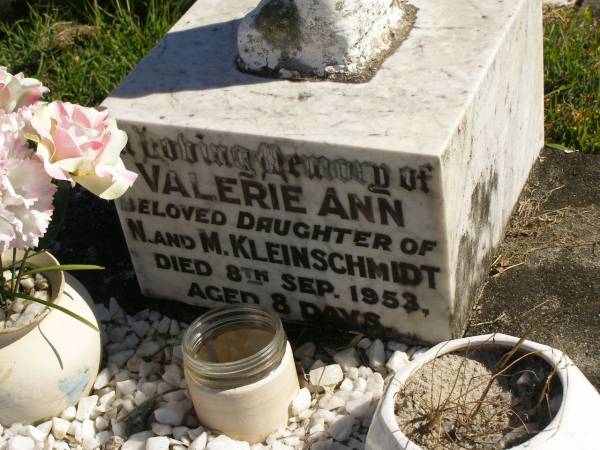 In Loving Memory of
VALERIE ANN
BELOVED DAUGHTER OF
N. AND M. KLEINSCHMIDT
DIED 8TH SEP. 1953,
AGED 8 DAYS.